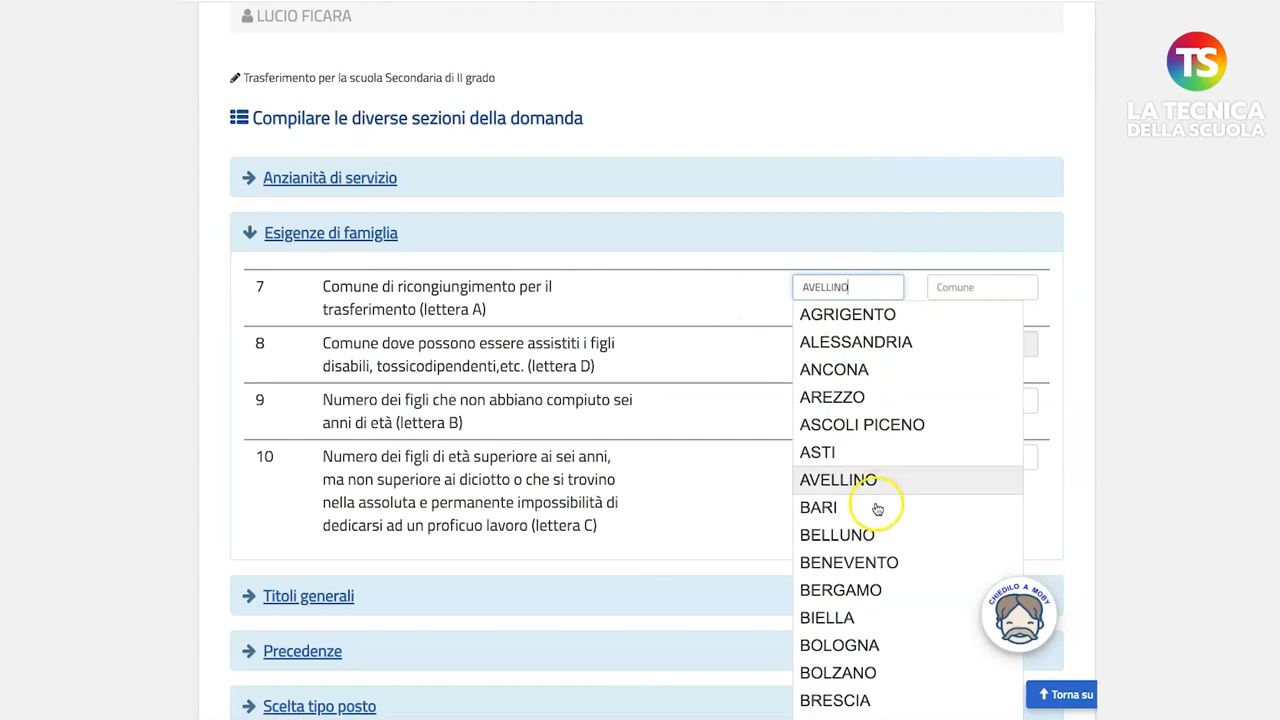 LUCIO FICARA
TS
LA TECNICA
DELLA SCUOLA
Trasferimento per la scuola Secondaria di II grado
Compilare le diverse sezioni della domanda
Anzianità di servizio
Esigenze di famiglia
7 Comune di ricongiungimento per il
trasferimento (lettera A)
AVELLINO Comune
8 Comune dove possono essere assistiti i figli
disabili, tossicodipendenti,etc. (lettera D)
9 Numero dei figli che non abbiano compiuto sei
anni di età (lettera B)
10 Numero dei figli di età superiore ai sei anni,
ma non superiore ai diciotto o che si trovino
nella assoluta e permanente impossibilità di
dedicarsi ad un proficuo lavoro (lettera C)
AGRIGENTO
ALESSANDRIA
ANCONA
AREZZO
ASCOLI PICENO
ASTI
AVELLINO
BARI
BELLUNO
BENEVENTO
BERGAMO
BIELLA
BOLOGNA
BOLZANO
BRESCIA
CHIEDILO A MOBY
Titoli generali
Precedenze
Scelta tipo posto
Torna su